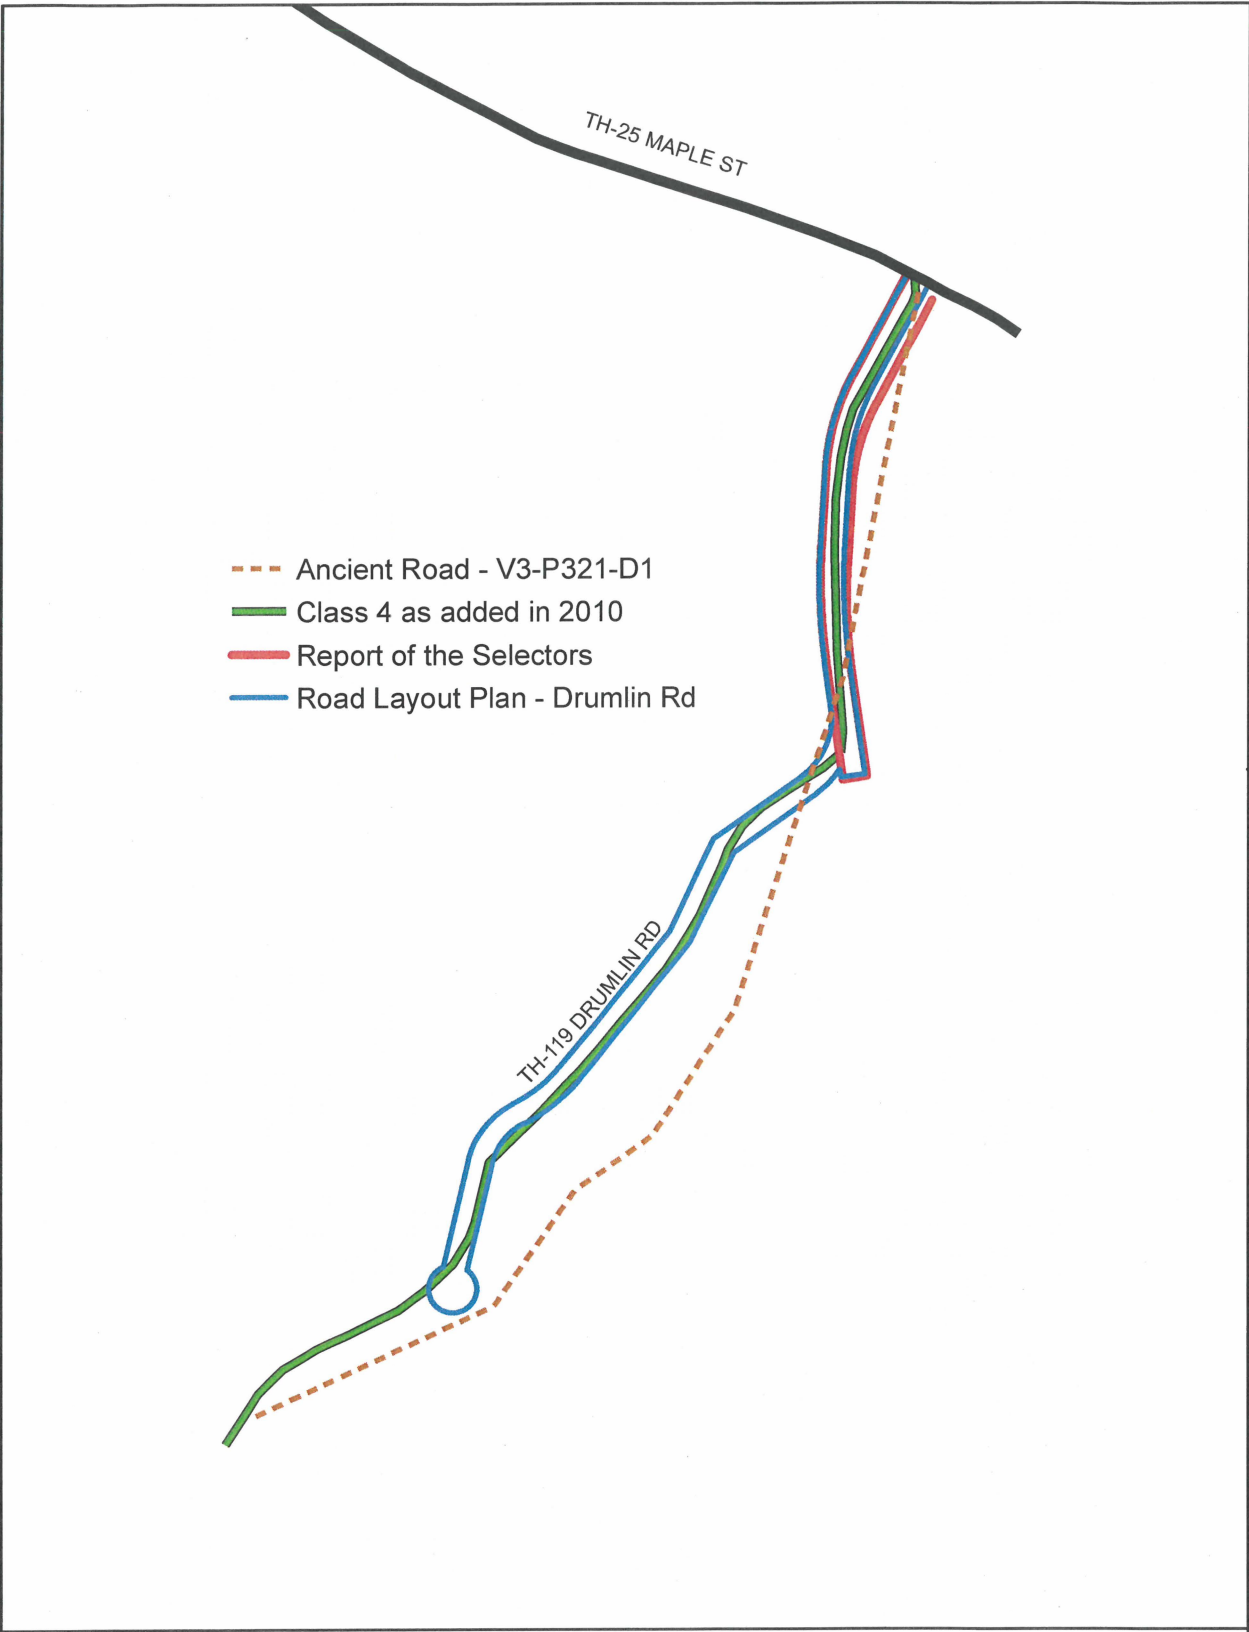 TH-25 MAPLE ST
Ancient Road - V3-P321-D1
Class 4 as added in 2010
Report of the Selectors
Road Layout Plan - Drumlin Rd
TH-119 DRUMLIN RD